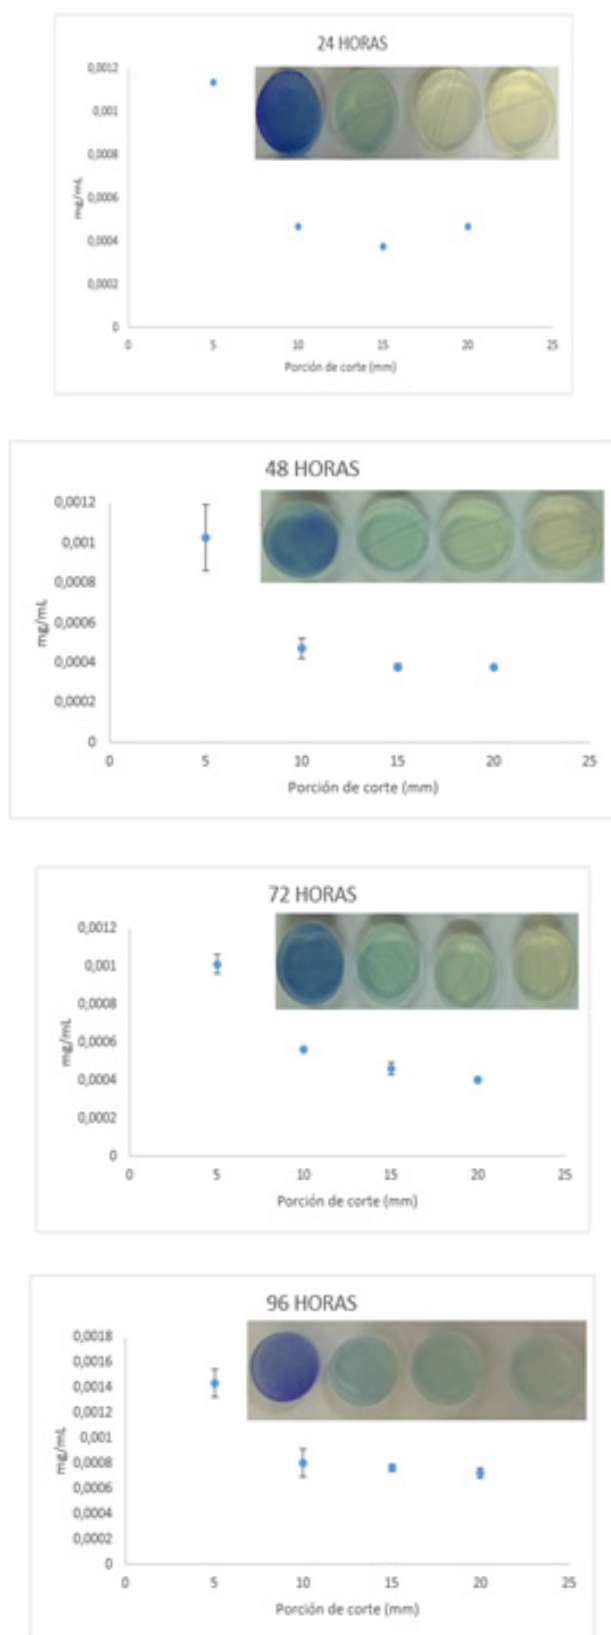 24 HORAS
0,0012
0,001
0,0008
0,0006
0,0004
0,0002
0
mg/mL
0 5 10 15 20 25
Porción de corte (mm)
48 HORAS
0,0012
0,001
0,0008
0,0006
0,0004
0,0002
0
mg/mL
0 5 10 15 20 25
Porción de corte (mm)
72 HORAS
0,0012
0,001
0,0008
0,0006
0,0004
0,0002
0
mg/mL
0 5 10 15 20 25
Porción de corte (mm)
96 HORAS
0,0018
0,0016
0,0014
0,0012
0,001
0,0008
0,0006
0,0004
0,0002
0
mg/mL
0 5 10 15 20 25
Porción de corte (mm)